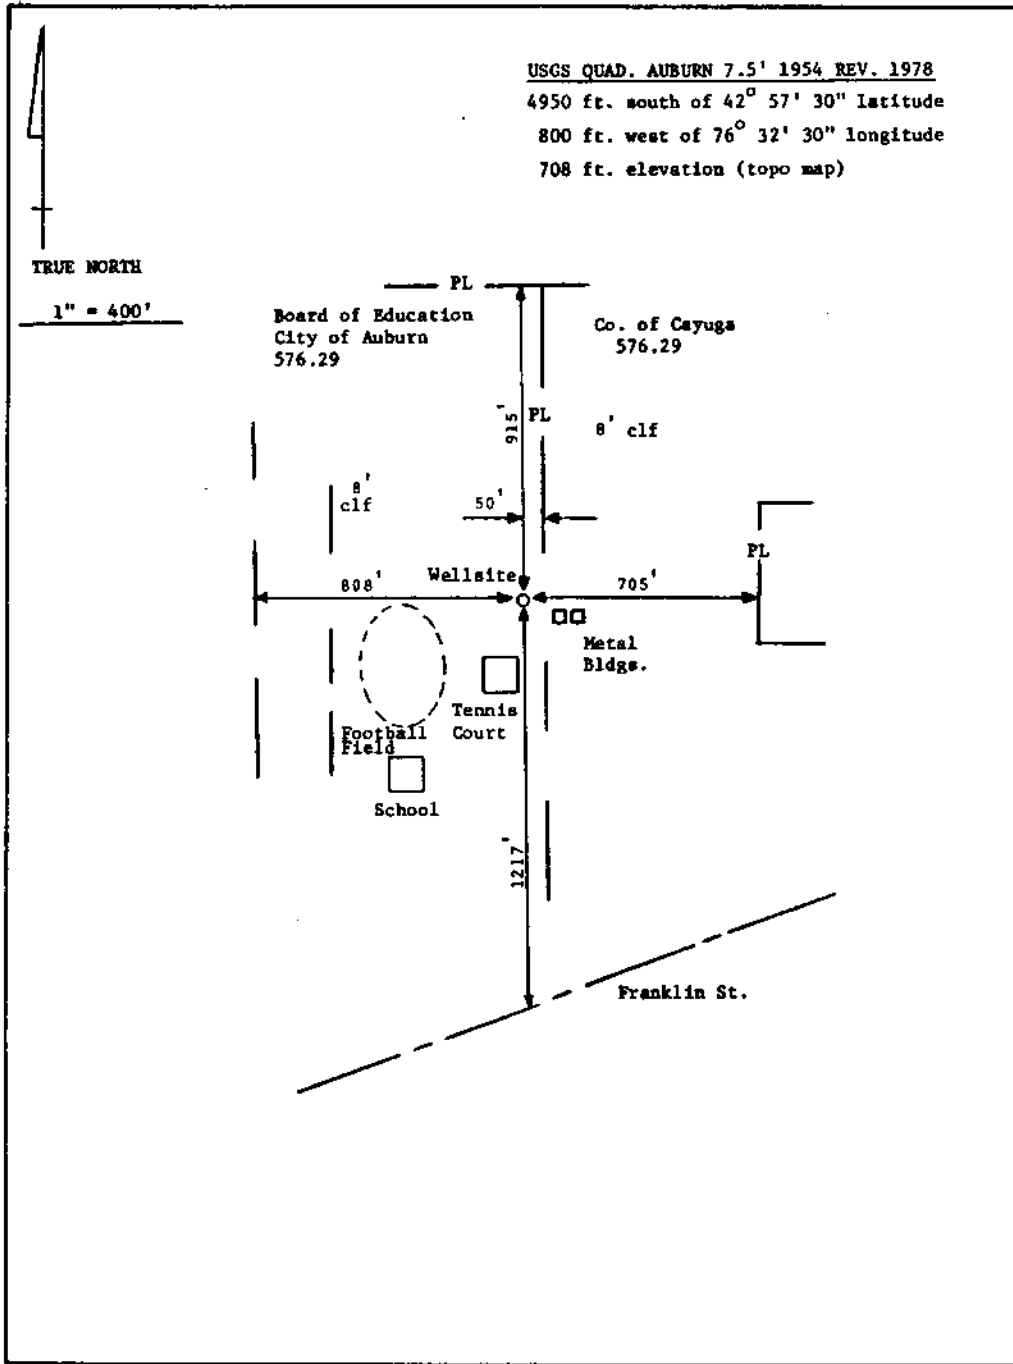 USGS QUAD. AUBURN 7.5' 1954 REV. 1978
4950 ft. south of 42° 57' 30" latitude
800 ft. west of 76° 32' 30" longitude
708 ft. elevation (topo map)
TRUE NORTH
1" = 400'
PL
Board of Education
City of Auburn
576.29
Co. of Cayuga
576.29
915'
PL
8' clf
8'
clf
50'
PL
Wellsite
808'
705'
Metal
Bldgs.
Tennis
Court
Football
Field
School
1217'
Franklin St.